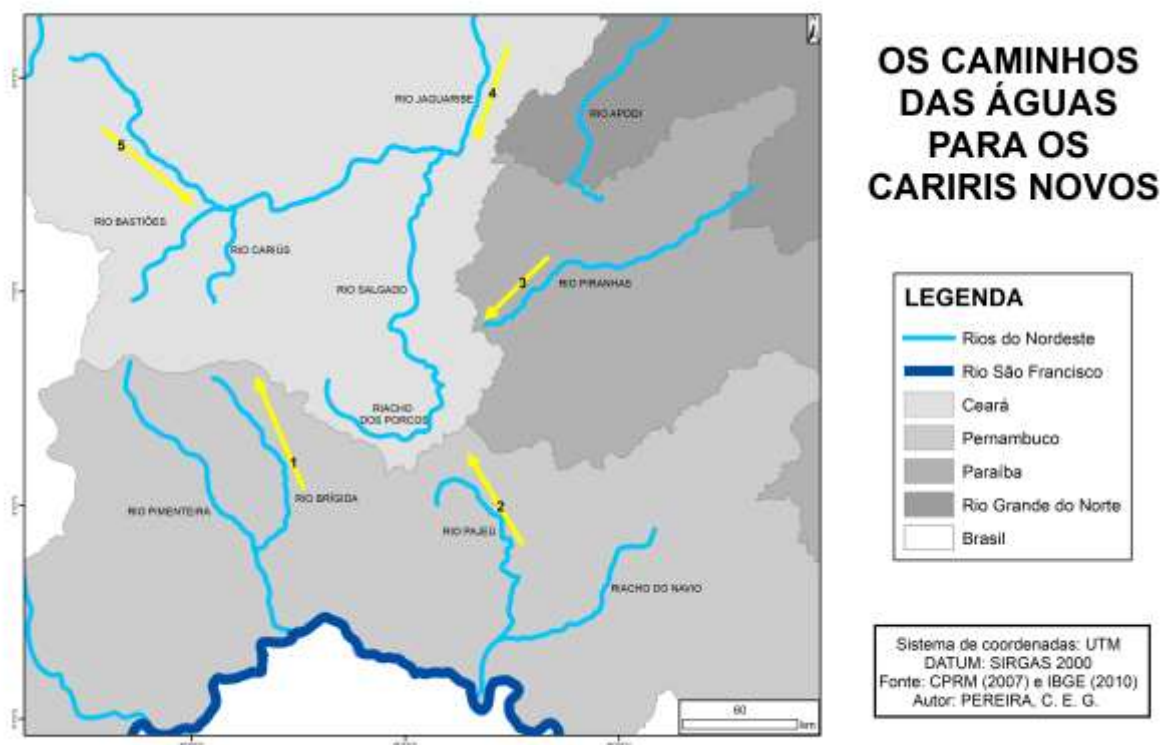 OS CAMINHOS
DAS ÁGUAS
PARA OS
CARIRIS NOVOS
RIO JAGUARIBE
4
RIO APODI
5
RIO BASTIÕES
RIO CARIÚS
RIO SALGADO
3
RIO PIRANHAS
RIACHO
DOS PORCOS
1
RIO BRÍGIDA
RIO PIMENTEIRA
2
RIO PAJEÚ
RIACHO DO NAVIO
60
km
LEGENDA
Rios do Nordeste
Rio São Francisco
Ceará
Pernambuco
Paraíba
Rio Grande do Norte
Brasil
Sistema de coordenadas: UTM
DATUM: SIRGAS 2000
Fonte: CPRM (2007) e IBGE (2010)
Autor: PEREIRA, C. E. G.